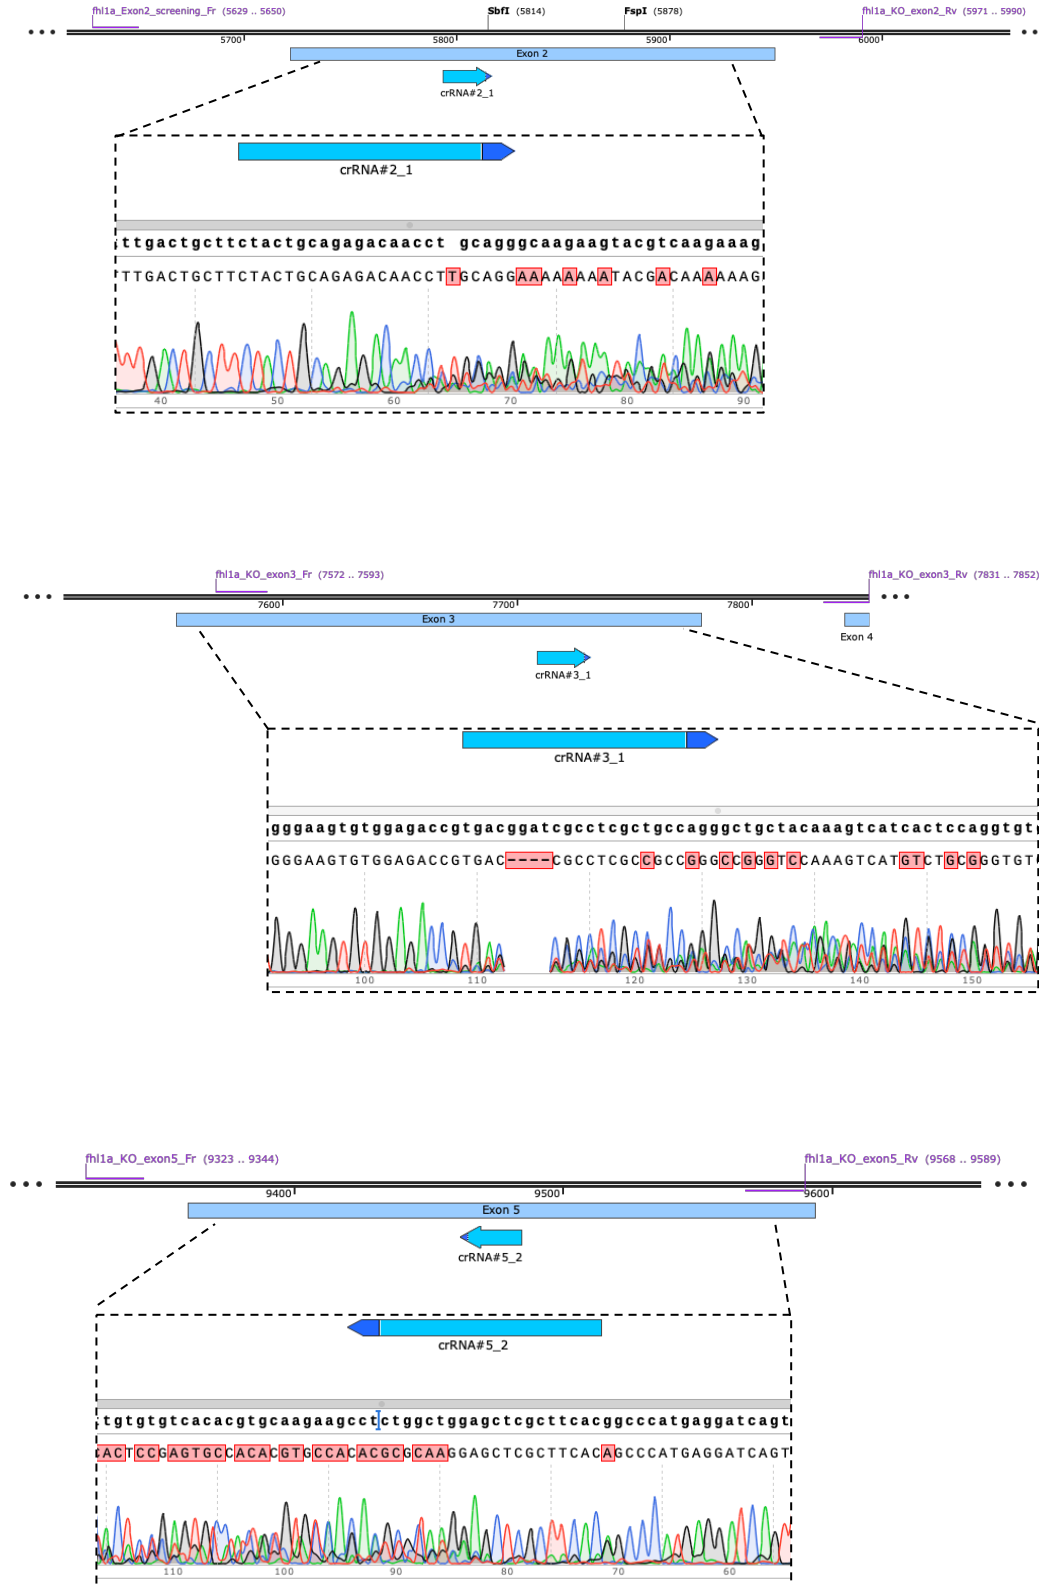 fhl1a_Exon2_screening_Fr (5629 .. 5650)
SbfI (5814)
FspI (5878)
fhl1a_KO_exon2_Rv (5971 .. 5990)
5700
5800
5900
6000
Exon 2
crRNA#2_1
crRNA#2_1
ttgactgcttctactgcagagacaacct gcagggcaagaagtacgtcaagaaag
TTGACTGCTTCTACTGCAGAGACAACCTTGCAGGAAAAAAAATACGACAAAAAAG
40 50 60 70 80 90
fhl1a_KO_exon3_Fr (7572 .. 7593)
fhl1a_KO_exon3_Rv (7831 .. 7852)
7600
7700
7800
Exon 3
Exon 4
crRNA#3_1
crRNA#3_1
gggaagtgtggagaccgtgacggatcgcctcgctgccagggctgctacaaagtcatcactccaggtgt
GGGAAGTGTGGAGACCGTGAC----CGCCTCGCCGCCGGGCCGGGTCCAAAGTCATGTCTGCGGGTGT
100 110 120 130 140 150
fhl1a_KO_exon5_Fr (9323 .. 9344)
fhl1a_KO_exon5_Rv (9568 .. 9589)
9400
9500
9600
Exon 5
crRNA#5_2
crRNA#5_2
tgtgtgtcacacgtgcaagaagcctctggctggagctcgcttcacggcccatgaggatcagt
CACTCCGAGTGCCACACGTGCCACACGCGCAAGGAGCTCGCTTCACAGCCCATGAGGATCAGT
110 100 90 80 70 60